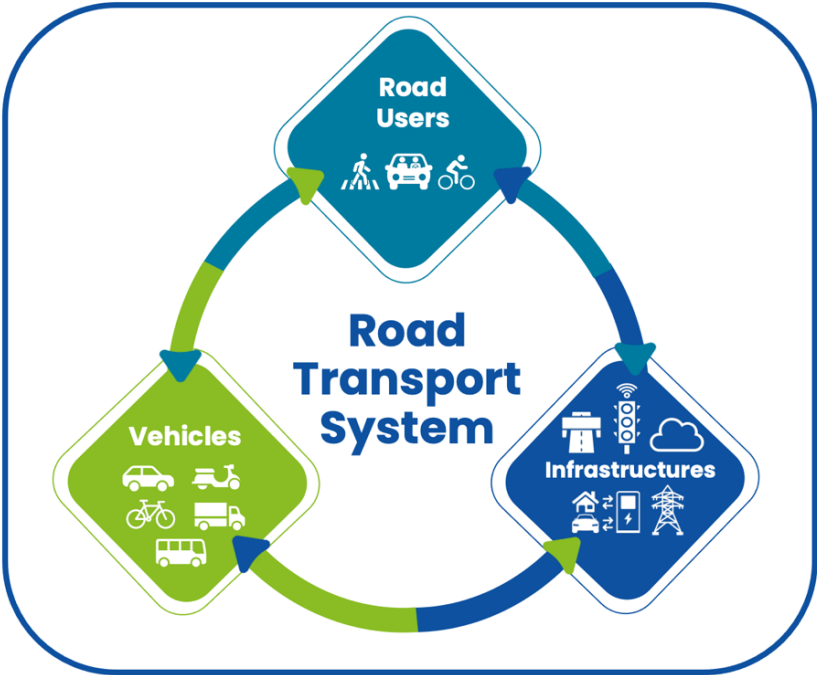 Road
Users
Road
Transport
System
Vehicles
Infrastructures